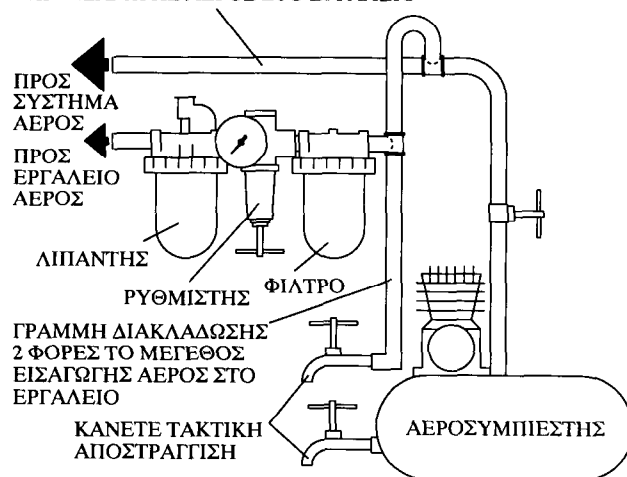 ΠΡΟΣ
ΣΥΣΤΗΜΑ
ΑΕΡΟΣ
ΠΡΟΣ
ΕΡΓΑΛΕΙΟ
ΑΕΡΟΣ
ΛΙΠΑΝΤΗΣ
ΡΥΘΜΙΣΤΗΣ
ΦΙΛΤΡΟ
ΓΡΑΜΜΗ ΔΙΑΚΛΑΔΩΣΗΣ
2 ΦΟΡΕΣ ΤΟ ΜΕΓΕΘΟΣ
ΕΙΣΑΓΩΓΗΣ ΑΕΡΟΣ ΣΤΟ
ΕΡΓΑΛΕΙΟ
ΚΑΝΕΤΕ ΤΑΚΤΙΚΗ
ΑΠΟΣΤΡΑΓΓΙΣΗ
ΑΕΡΟΣΥΜΠΙΕΣΤΗΣ